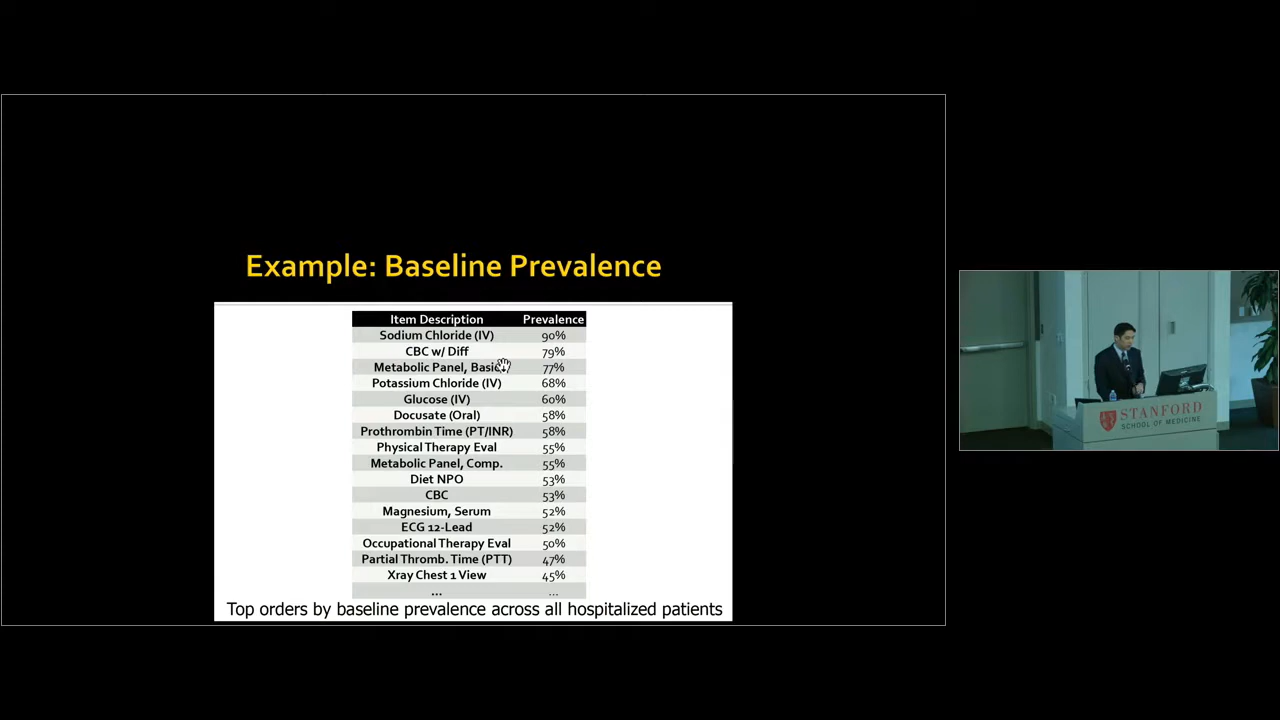 Example: Baseline Prevalence
Item Description Prevalence
Sodium Chloride (IV) 90%
CBC w/ Diff 79%
Metabolic Panel, Basic 77%
Potassium Chloride (IV) 68%
Glucose (IV) 60%
Docusate (Oral) 58%
Prothrombin Time (PT/INR) 58%
Physical Therapy Eval 55%
Metabolic Panel, Comp. 55%
Diet NPO 53%
CBC 53%
Magnesium, Serum 52%
ECG 12-Lead 52%
Occupational Therapy Eval 50%
Partial Thromb. Time (PTT) 47%
Xray Chest 1 View 45%
... ...
Top orders by baseline prevalence across all hospitalized patients
STANFORD
SCHOOL OF MEDICINE